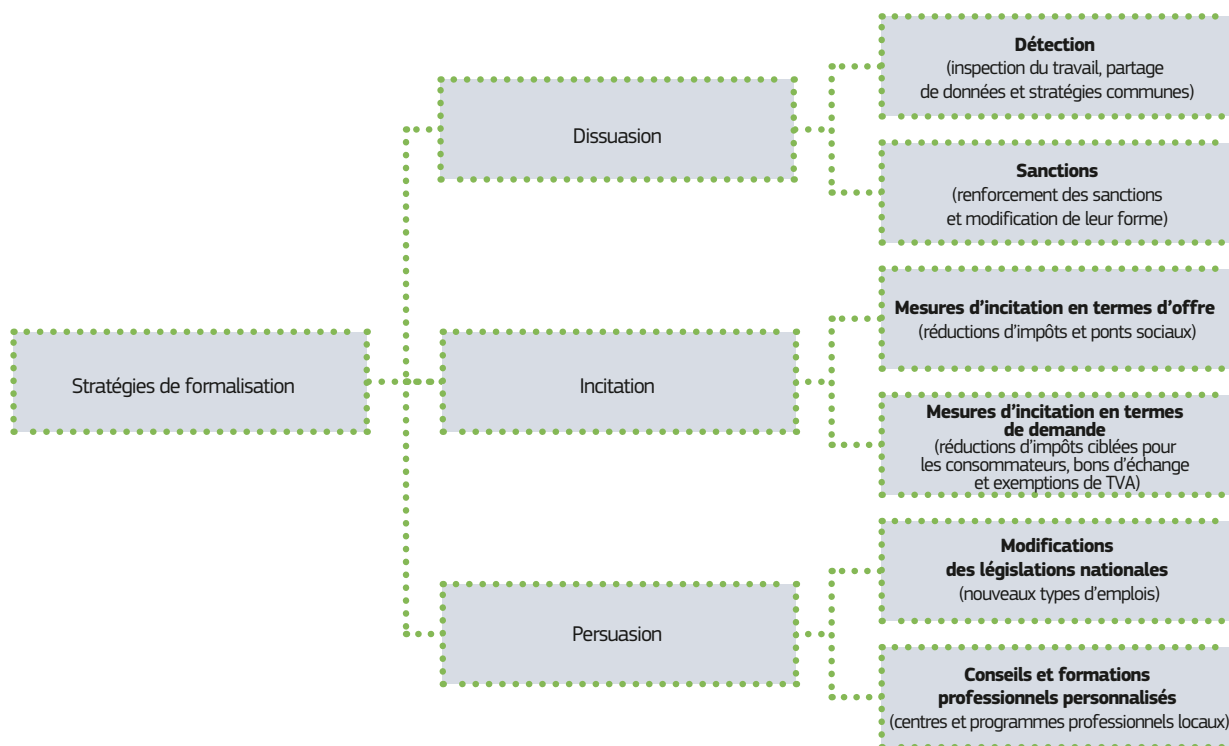 Détection
(inspection du travail, partage
de données et stratégies communes)
Dissuasion
Sanctions
(renforcement des sanctions
et modification de leur forme)
Mesures d'incitation en termes d'offre
(réductions d'impôts et ponts sociaux)
Stratégies de formalisation
Incitation
Mesures d'incitation en termes
de demande
(réductions d'impôts ciblées pour
les consommateurs, bons d'échange
et exemptions de TVA)
Modifications
des législations nationales
(nouveaux types d'emplois)
Persuasion
Conseils et formations
professionnels personnalisés
(centres et programmes professionnels locaux)